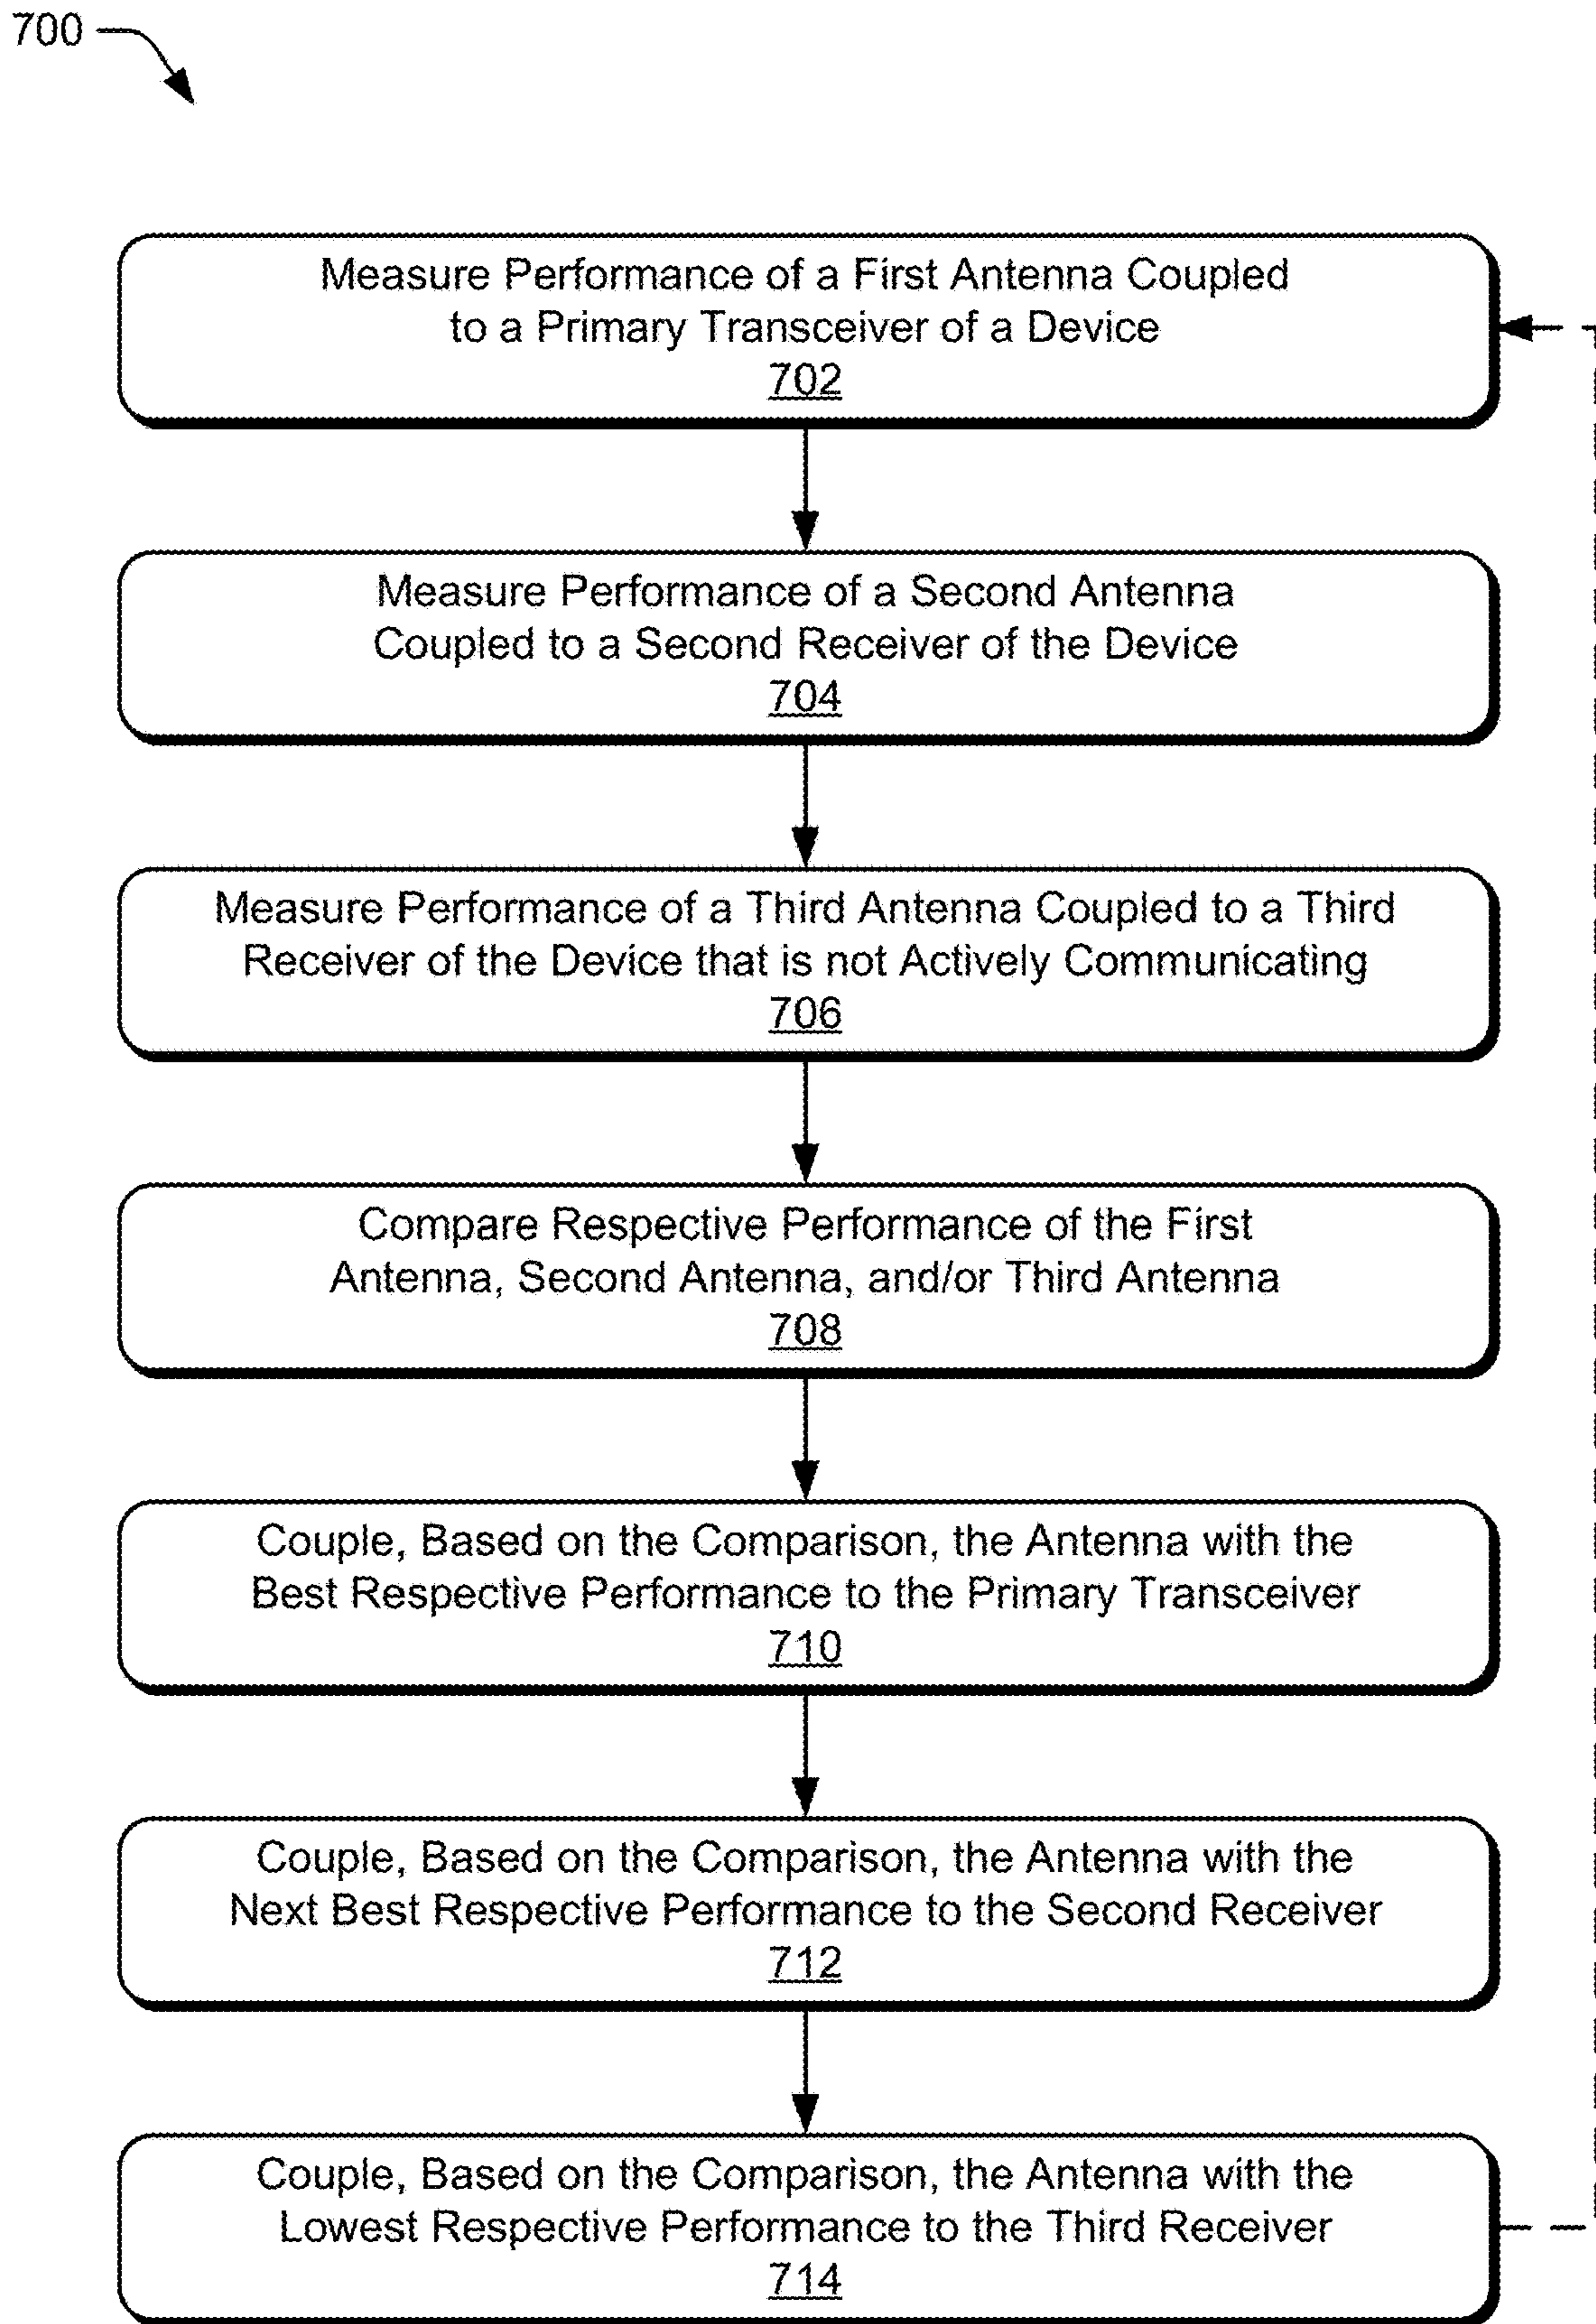 700
Measure Performance of a First Antenna Coupled
to a Primary Transceiver of a Device
702
Measure Performance of a Second Antenna
Coupled to a Second Receiver of the Device
704
Measure Performance of a Third Antenna Coupled to a Third
Receiver of the Device that is not Actively Communicating
706
Compare Respective Performance of the First
Antenna, Second Antenna, and/or Third Antenna
708
Couple, Based on the Comparison, the Antenna with the
Best Respective Performance to the Primary Transceiver
710
Couple, Based on the Comparison, the Antenna with the
Next Best Respective Performance to the Second Receiver
712
Couple, Based on the Comparison, the Antenna with the
Lowest Respective Performance to the Third Receiver
714